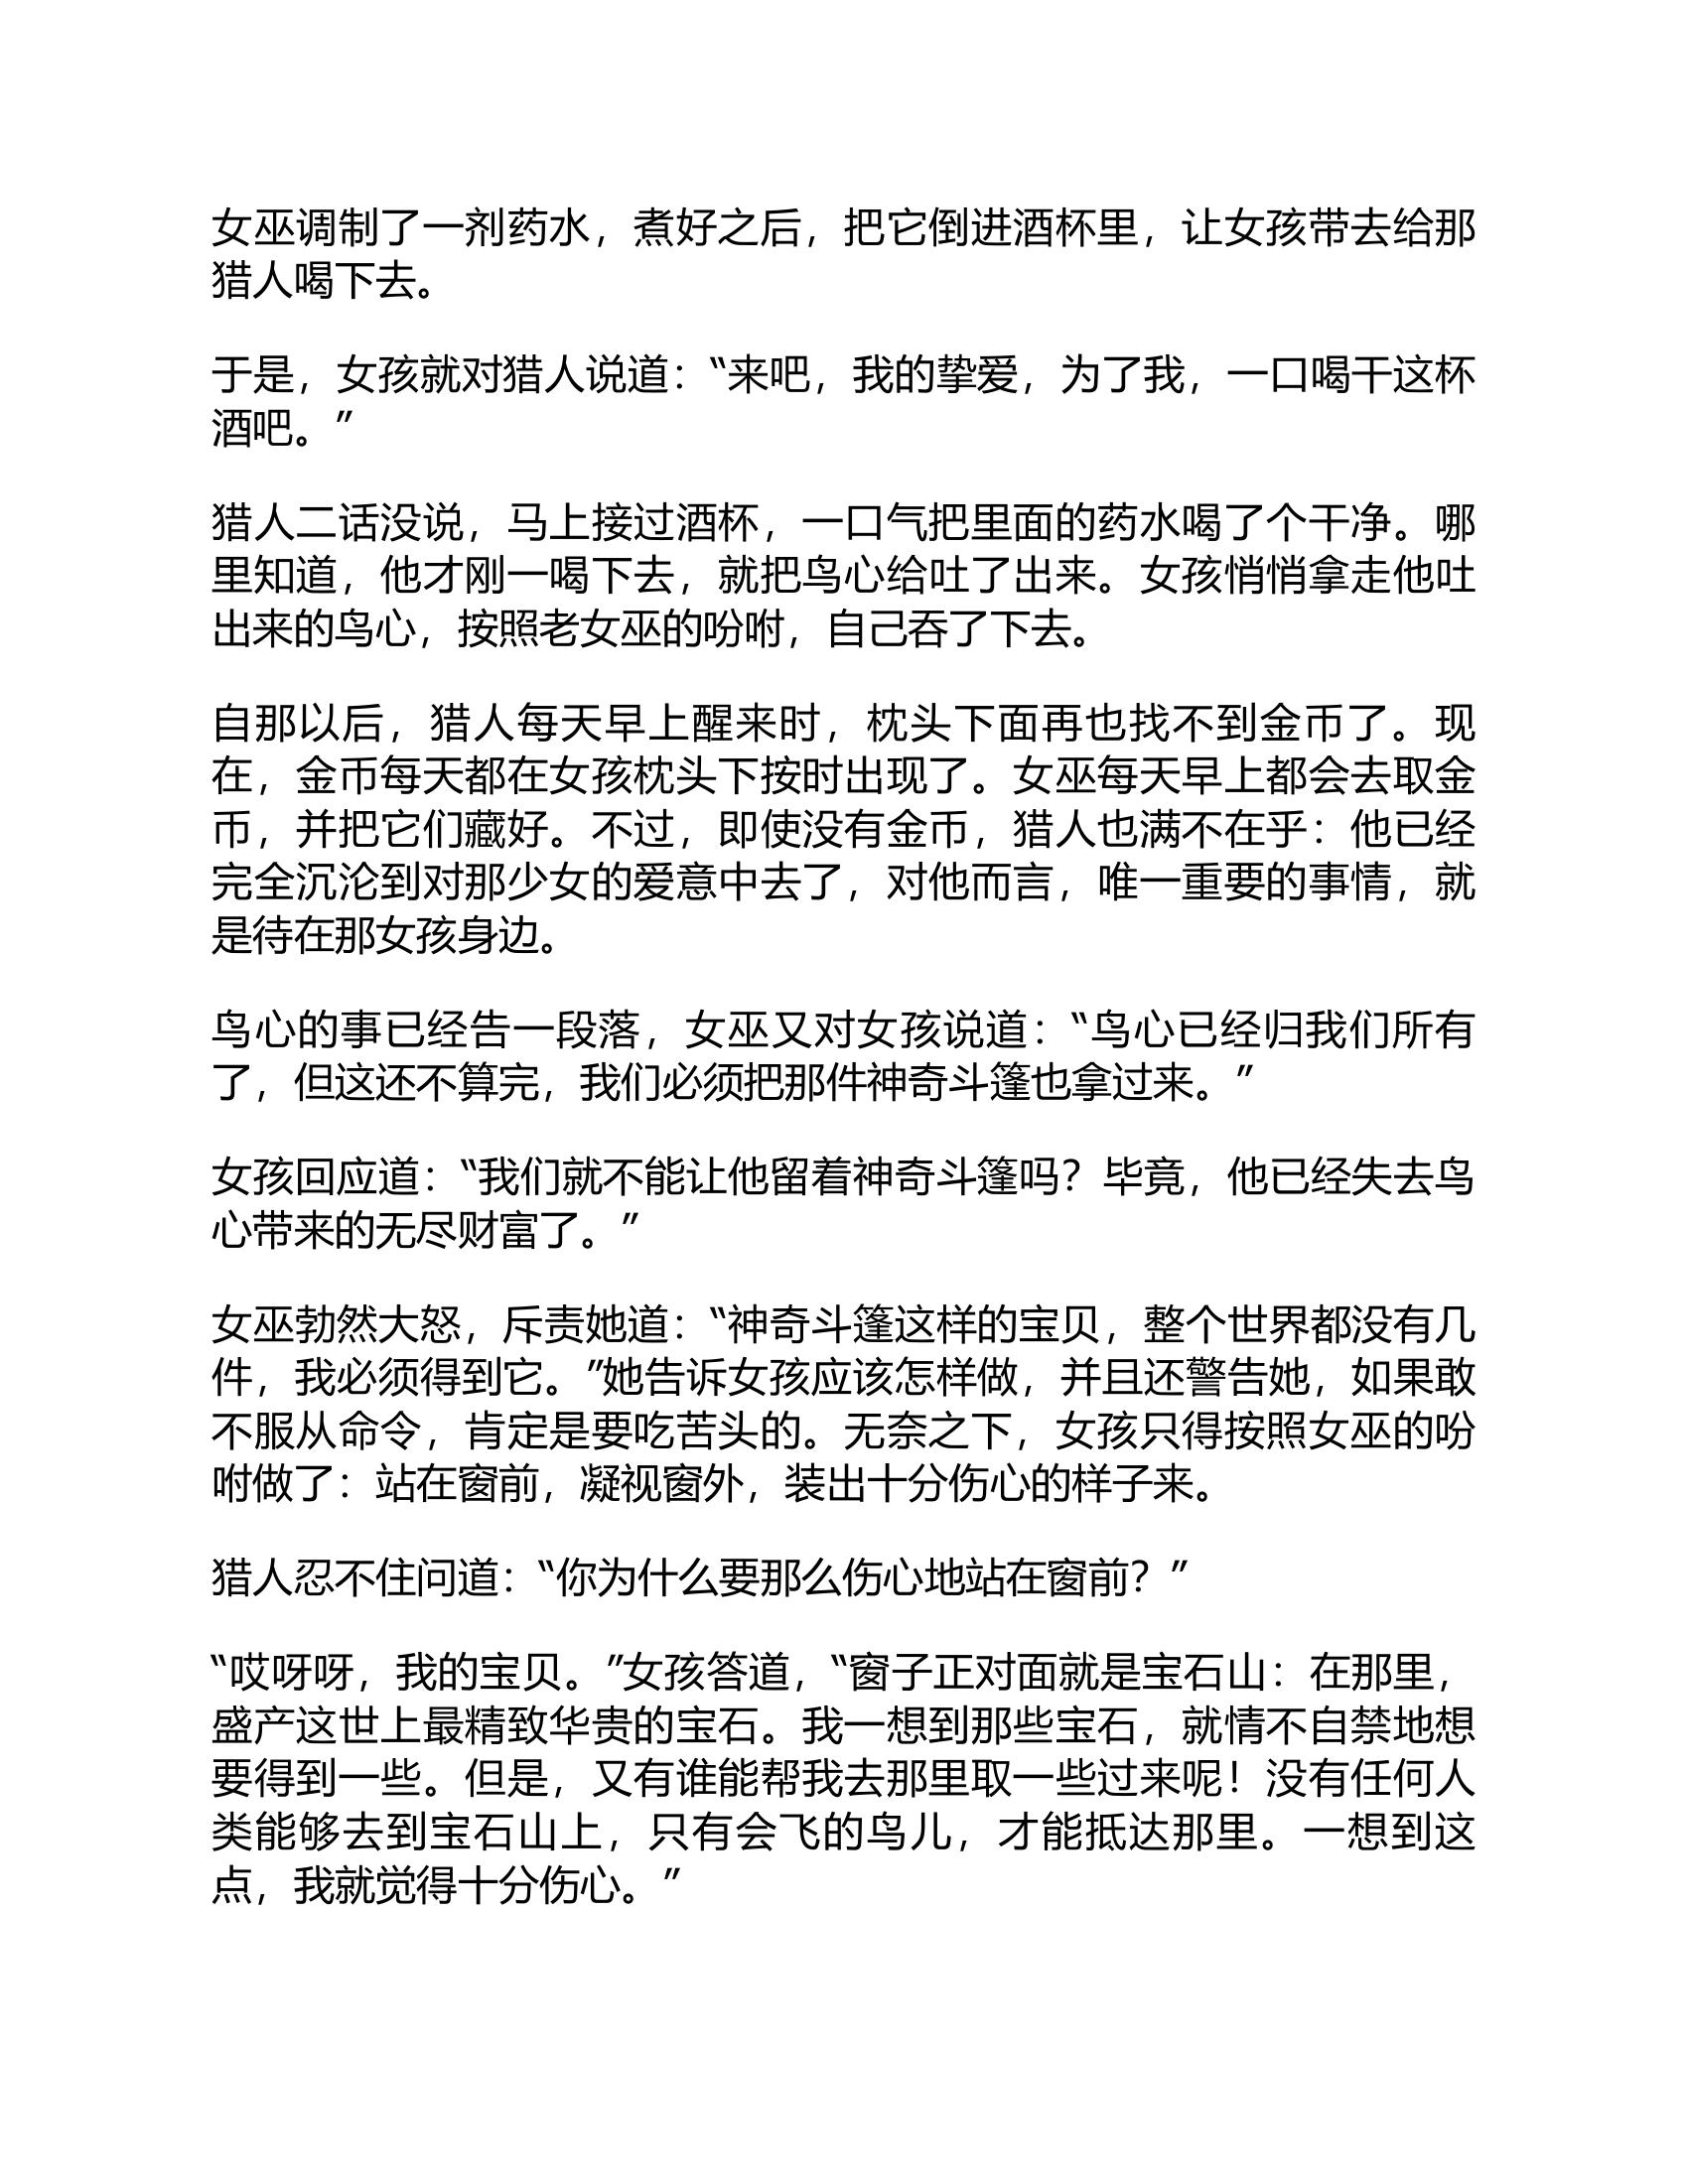 女巫调制了一剂药水，煮好之后，把它倒进酒杯里，让女孩带去给那
猎人喝下去。
于是，女孩就对猎人说道：“来吧，我的挚爱，为了我，一口喝干这杯
酒吧。”
猎人二话没说，马上接过酒杯，一口气把里面的药水喝了个干净。哪
里知道，他才刚一喝下去，就把鸟心给吐了出来。女孩悄悄拿走他吐
出来的鸟心，按照老女巫的吩咐，自己吞了下去。
自那以后，猎人每天早上醒来时，枕头下面再也找不到金币了。现
在，金币每天都在女孩枕头下按时出现了。女巫每天早上都会去取金
币，并把它们藏好。不过，即使没有金币，猎人也满不在乎：他已经
完全沉沦到对那少女的爱意中去了，对他而言，唯一重要的事情，就
是待在那女孩身边。
鸟心的事已经告一段落，女巫又对女孩说道：“鸟心已经归我们所有
了，但这还不算完，我们必须把那件神奇斗篷也拿过来。”
女孩回应道：“我们就不能让他留着神奇斗篷吗？毕竟，他已经失去鸟
心带来的无尽财富了。”
女巫勃然大怒，斥责她道：“神奇斗篷这样的宝贝，整个世界都没有几
件，我必须得到它。”她告诉女孩应该怎样做，并且还警告她，如果敢
不服从命令，肯定是要吃苦头的。无奈之下，女孩只得按照女巫的吩
咐做了：站在窗前，凝视窗外，装出十分伤心的样子来。
猎人忍不住问道：“你为什么要那么伤心地站在窗前？”
“哎呀呀，我的宝贝。”女孩答道，“窗子正对面就是宝石山：在那里，
盛产这世上最精致华贵的宝石。我一想到那些宝石，就情不自禁地想
要得到一些。但是，又有谁能帮我去那里取一些过来呢！没有任何人
类能够去到宝石山上，只有会飞的鸟儿，才能抵达那里。一想到这
点，我就觉得十分伤心。”